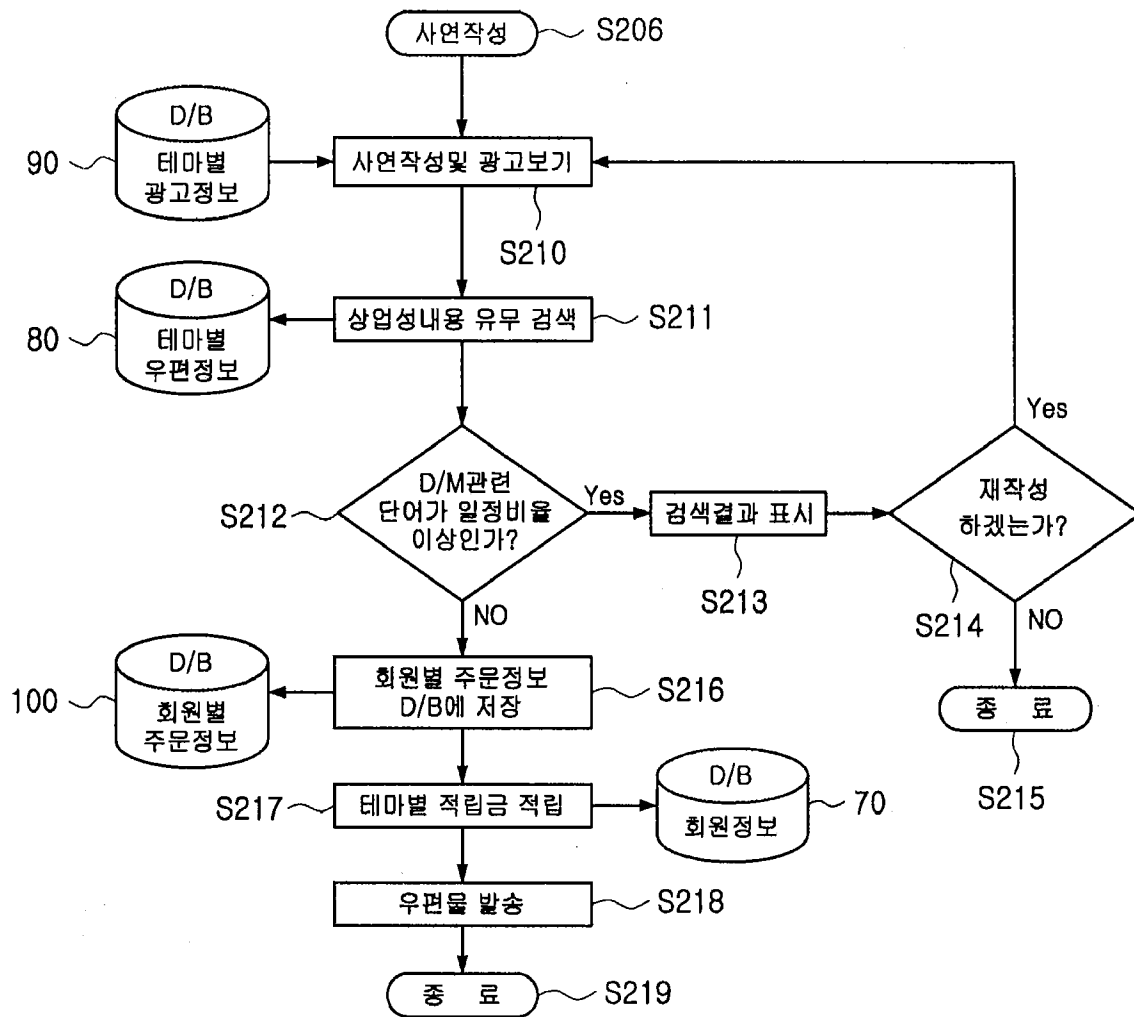 사연작성
S206
D/B
테마별
광고정보
90
사연작성및 광고보기
S210
D/B
테마별
우편정보
80
상업성내용 유무 검색
S211
D/M관련
단어가 일정비율
이상인가?
S212
Yes
검색결과 표시
S213
재작성
하겠는가?
S214
Yes
NO
종 료
S215
NO
회원별 주문정보
D/B에 저장
S216
D/B
회원별
주문정보
100
테마별 적립금 적립
S217
D/B
회원정보
70
우편물 발송
S218
종 료
S219